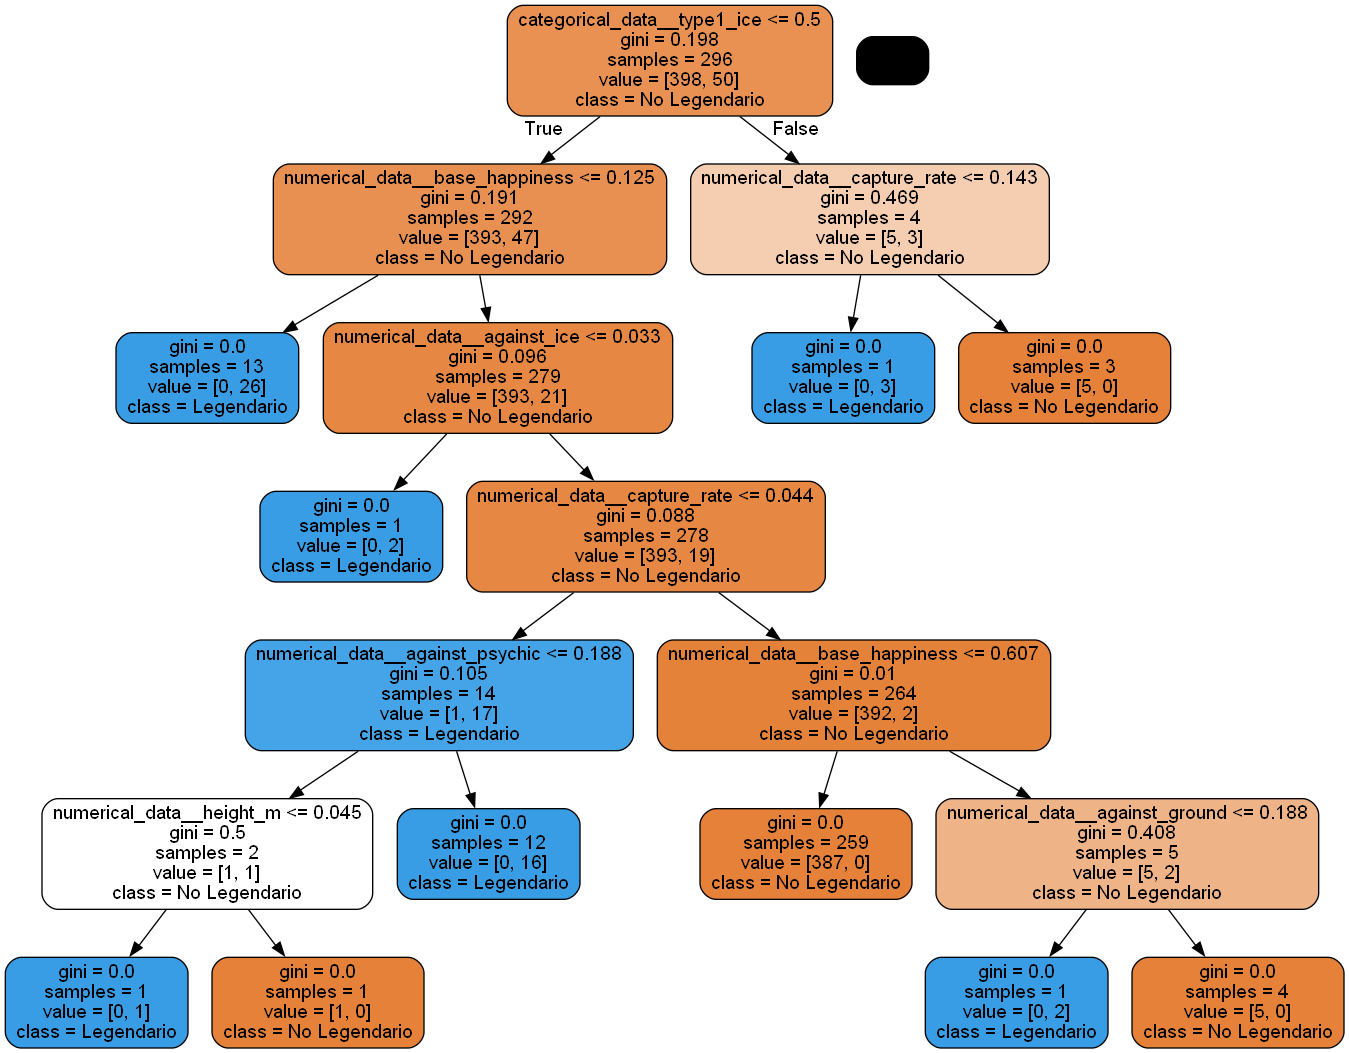 categorical_data__type1_ice <= 0.5
gini = 0.198
samples = 296
value = [398, 50]
class = No Legendario
True
False
numerical_data__base_happiness <= 0.125
gini = 0.191
samples = 292
value = [393, 47]
class = No Legendario
numerical_data__capture_rate <= 0.143
gini = 0.469
samples = 4
value = [5, 3]
class = No Legendario
gini = 0.0
samples = 13
value = [0, 26]
class = Legendario
numerical_data__against_ice <= 0.033
gini = 0.096
samples = 279
value = [393, 21]
class = No Legendario
gini = 0.0
samples = 1
value = [0, 3]
class = Legendario
gini = 0.0
samples = 3
value = [5, 0]
class = No Legendario
gini = 0.0
samples = 1
value = [0, 2]
class = Legendario
numerical_data__capture_rate <= 0.044
gini = 0.088
samples = 278
value = [393, 19]
class = No Legendario
numerical_data__against_psychic <= 0.188
gini = 0.105
samples = 14
value = [1, 17]
class = Legendario
numerical_data__base_happiness <= 0.607
gini = 0.01
samples = 264
value = [392, 2]
class = No Legendario
numerical_data__height_m <= 0.045
gini = 0.5
samples = 2
value = [1, 1]
class = No Legendario
gini = 0.0
samples = 12
value = [0, 16]
class = Legendario
gini = 0.0
samples = 259
value = [387, 0]
class = No Legendario
numerical_data__against_ground <= 0.188
gini = 0.408
samples = 5
value = [5, 2]
class = No Legendario
gini = 0.0
samples = 1
value = [0, 1]
class = Legendario
gini = 0.0
samples = 1
value = [1, 0]
class = No Legendario
gini = 0.0
samples = 1
value = [0, 2]
class = Legendario
gini = 0.0
samples = 4
value = [5, 0]
class = No Legendario